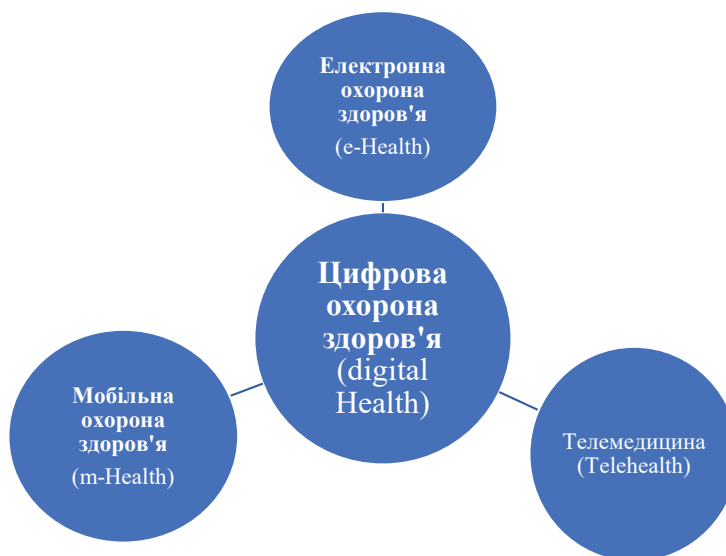 Електронна
охорона
здоров'я
(e-Health)
Цифрова
охорона
здоров'я
(digital
Health)
Мобільна
охорона
здоров'я
(m-Health)
Телемедицина
(Telehealth)